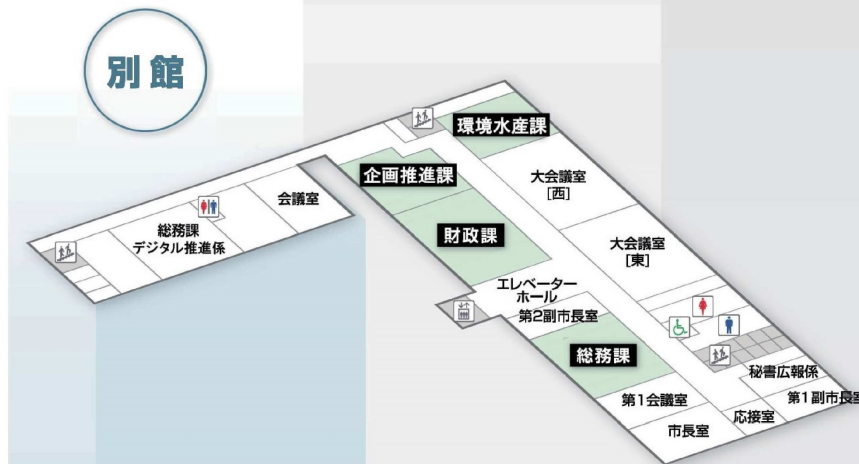 別館
環境水産課
企画推進課
大会議室
[西]
会議室
総務課
デジタル推進係
財政課
大会議室
[東]
エレベーター
ホール
第2副市長室
総務課
秘書広報係
第1会議室
第1副市長室
応接室
市長室